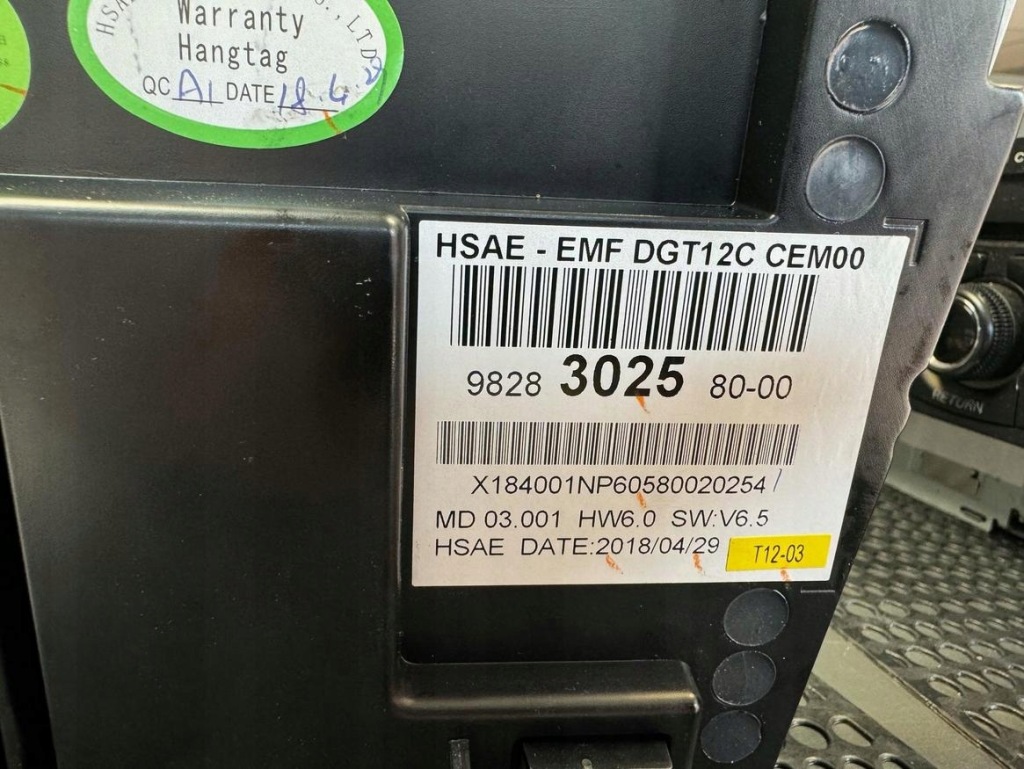 Warranty
Hangtag
QC A1 DATE 18.4.29
HSAE - EMF DGT12C CEM00
9828 3025 80-00
X184001NP60580020254
MD 03.001 HW6.0 SW:V6.5
HSAE DATE:2018/04/29
T12-03
RETURN